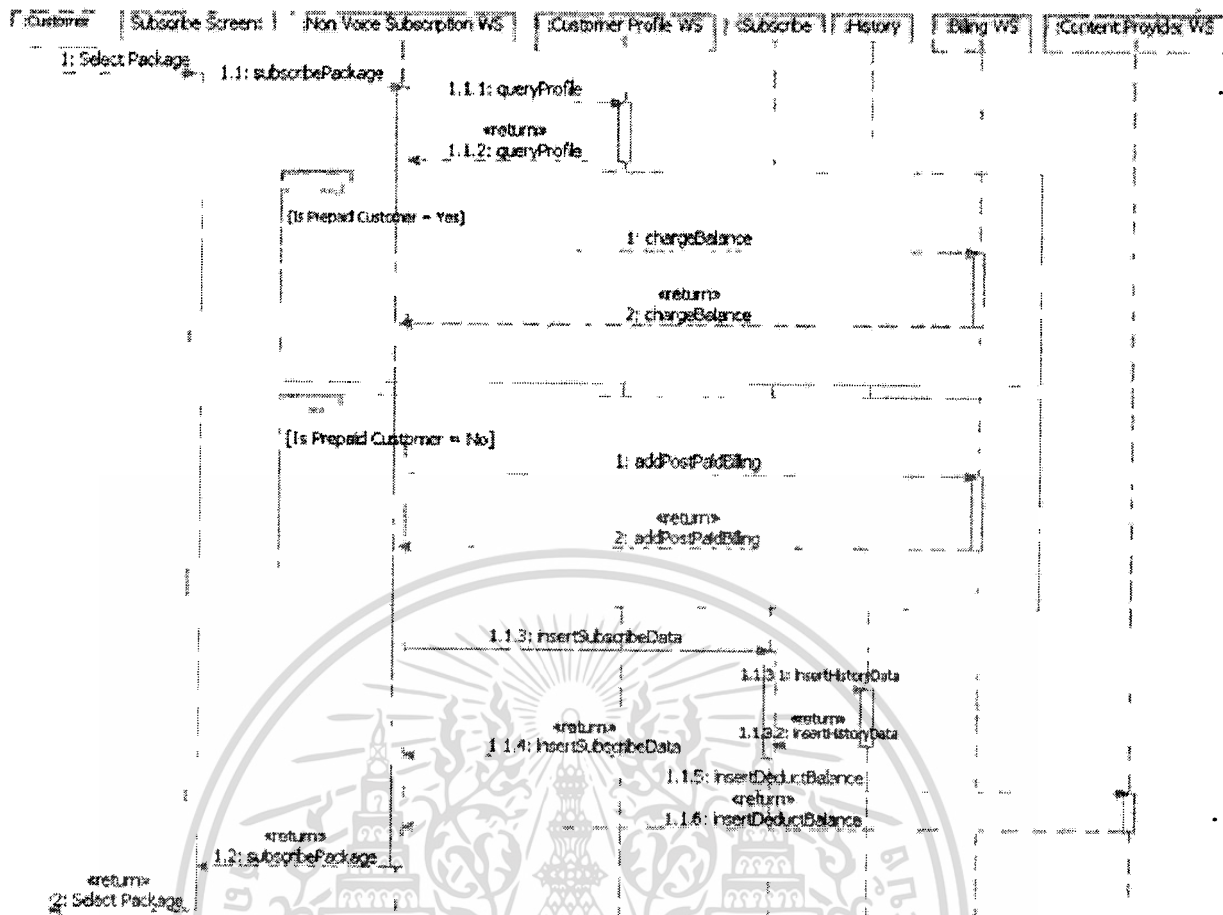 :Customer
Subscribe Screens
:Non Voice Subscription WS
:Customer Profile WS
:Subscribe
:History
:Billing WS
:Content Provider WS
1: Select Package
1.1: subscribePackage
1.1.1: queryProfile
«return»
1.1.2: queryProfile
[Is Prepaid Customer = Yes]
1: chargeBalance
«return»
2: chargeBalance
[Is Prepaid Customer = No]
1: addPostPaidBilling
«return»
2: addPostPaidBilling
1.1.3: insertSubscribeData
1.1.3.1: insertHistoryData
«return»
1.1.3.2: insertHistoryData
«return»
1.1.4: insertSubscribeData
1.1.5: insertDeductBalance
«return»
1.1.6: insertDeductBalance
«return»
1.2: subscribePackage
«return»
2: Select Package